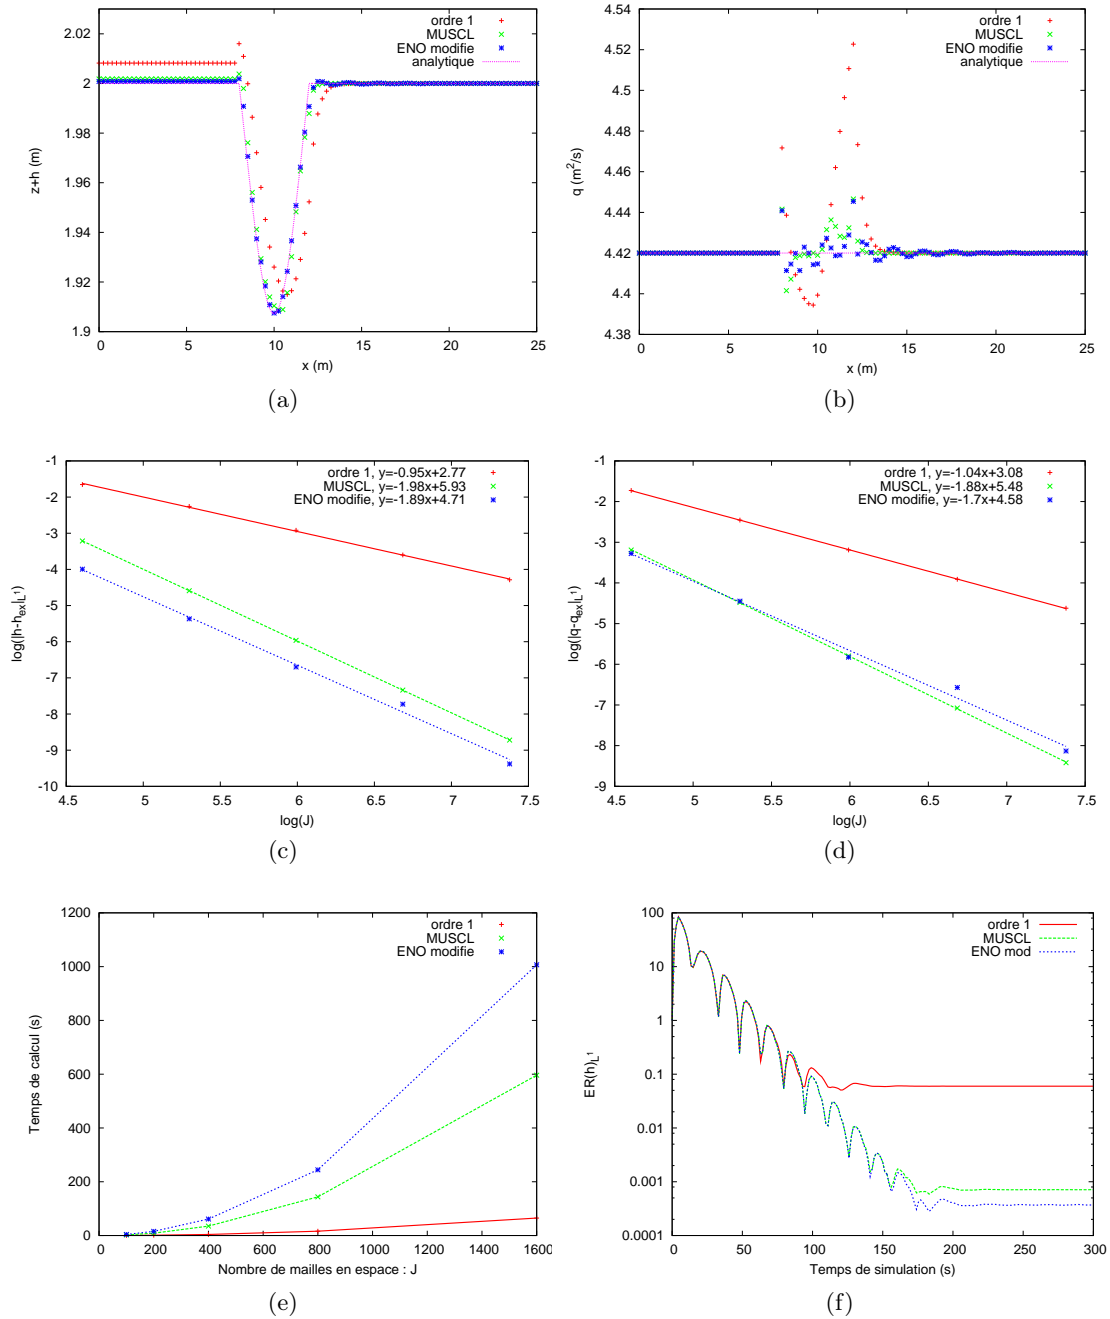 2.02
2
1.98
1.96
1.94
1.92
1.9
z+h (m)
ordre 1
MUSCL
ENO modifie
analytique
0 5 10 15 20 25
x (m)
(a)
4.54
4.52
4.5
4.48
4.46
4.44
4.42
4.4
4.38
q (m²/s)
ordre 1
MUSCL
ENO modifie
analytique
0 5 10 15 20 25
x (m)
(b)
-1
-2
-3
-4
-5
-6
-7
-8
-9
-10
log(|h-h_ex|_L¹)
ordre 1, y=-0.95x+2.77
MUSCL, y=-1.98x+5.93
ENO modifie, y=-1.89x+4.71
4.5 5 5.5 6 6.5 7 7.5
log(J)
(c)
-1
-2
-3
-4
-5
-6
-7
-8
-9
log(|q-q_ex|_L¹)
ordre 1, y=-1.04x+3.08
MUSCL, y=-1.88x+5.48
ENO modifie, y=-1.7x+4.58
4.5 5 5.5 6 6.5 7 7.5
log(J)
(d)
1200
1000
800
600
400
200
0
Temps de calcul (s)
ordre 1
MUSCL
ENO modifie
0 200 400 600 800 1000 1200 1400 1600
Nombre de mailles en espace : J
(e)
100
10
1
0.1
0.01
0.001
0.0001
ER(h)_L¹
ordre 1
MUSCL
ENO mod
0 50 100 150 200 250 300
Temps de simulation (s)
(f)